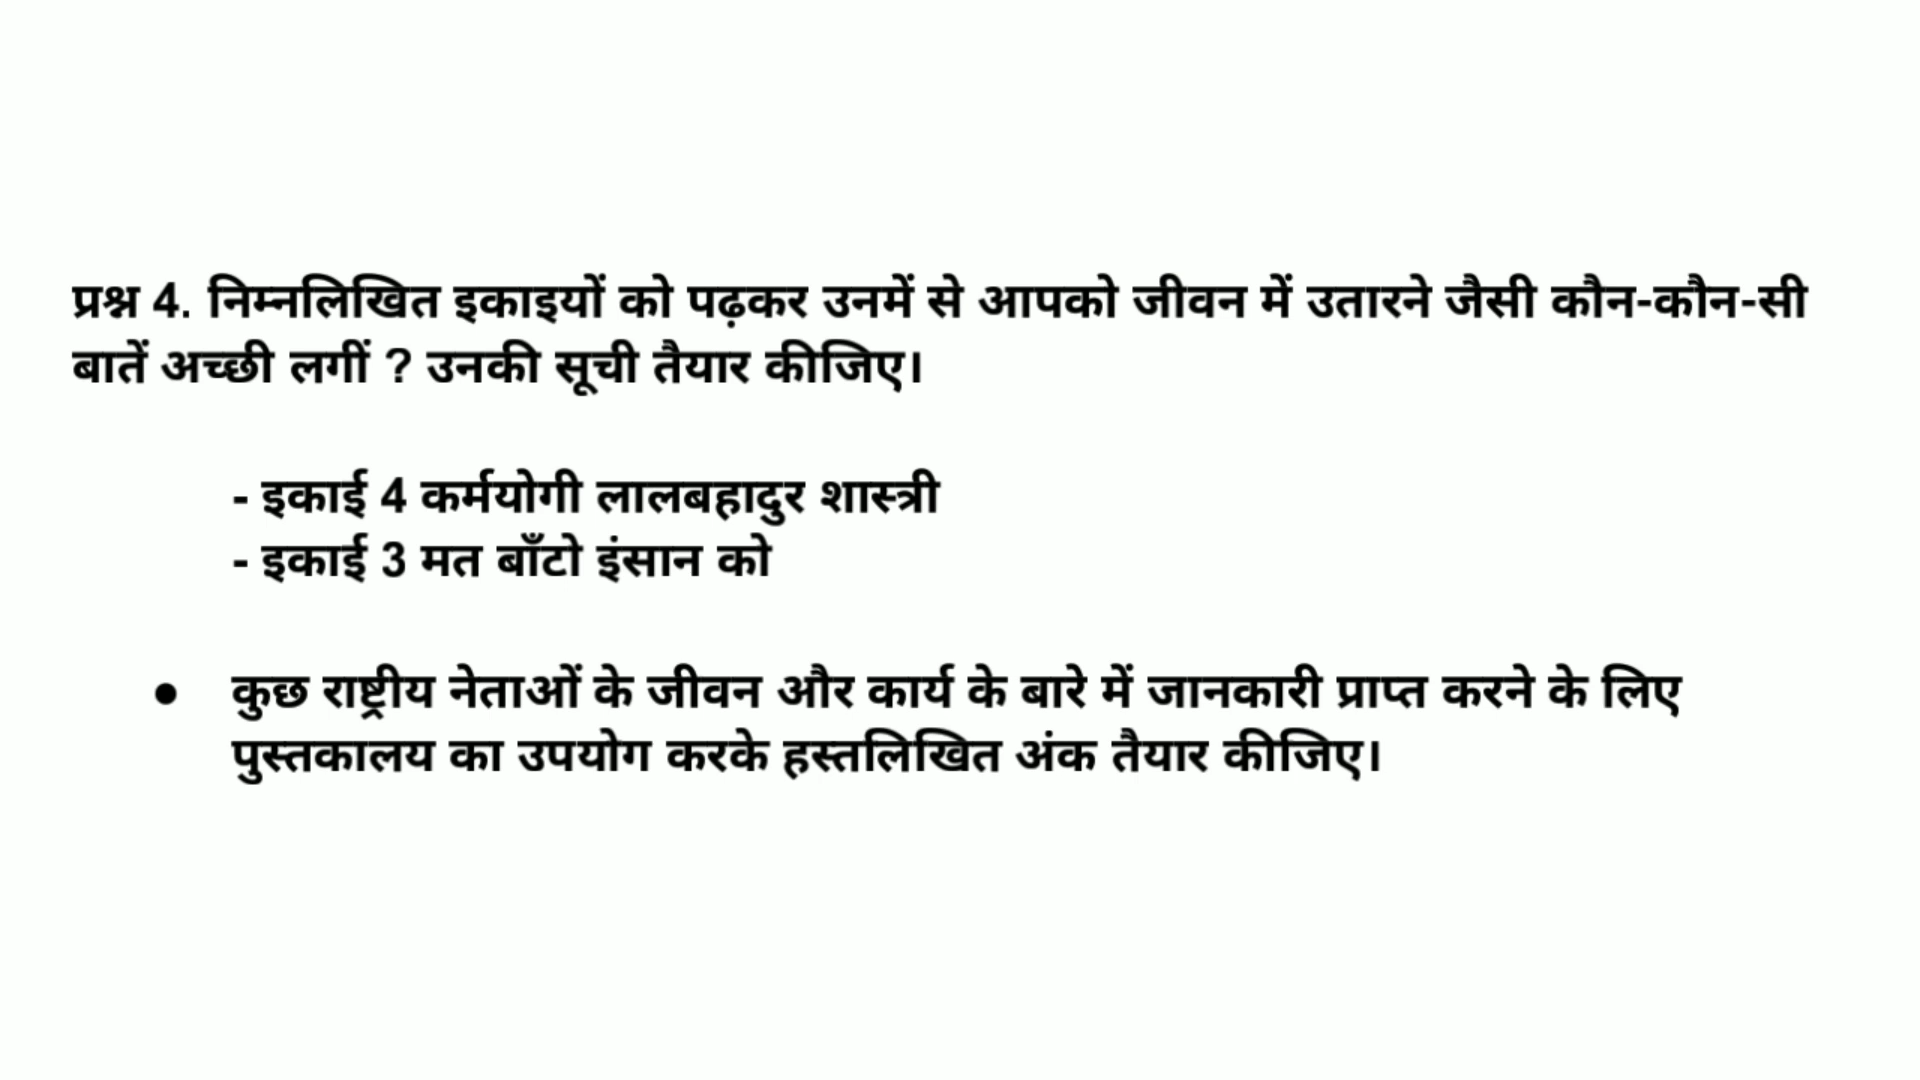 प्रश्न 4. निम्नलिखित इकाइयों को पढ़कर उनमें से आपको जीवन में उतारने जैसी कौन-कौन-सी
बातें अच्छी लगीं ? उनकी सूची तैयार कीजिए।
- इकाई 4 कर्मयोगी लालबहादुर शास्त्री
- इकाई 3 मत बाँटो इंसान को
● कुछ राष्ट्रीय नेताओं के जीवन और कार्य के बारे में जानकारी प्राप्त करने के लिए
पुस्तकालय का उपयोग करके हस्तलिखित अंक तैयार कीजिए।